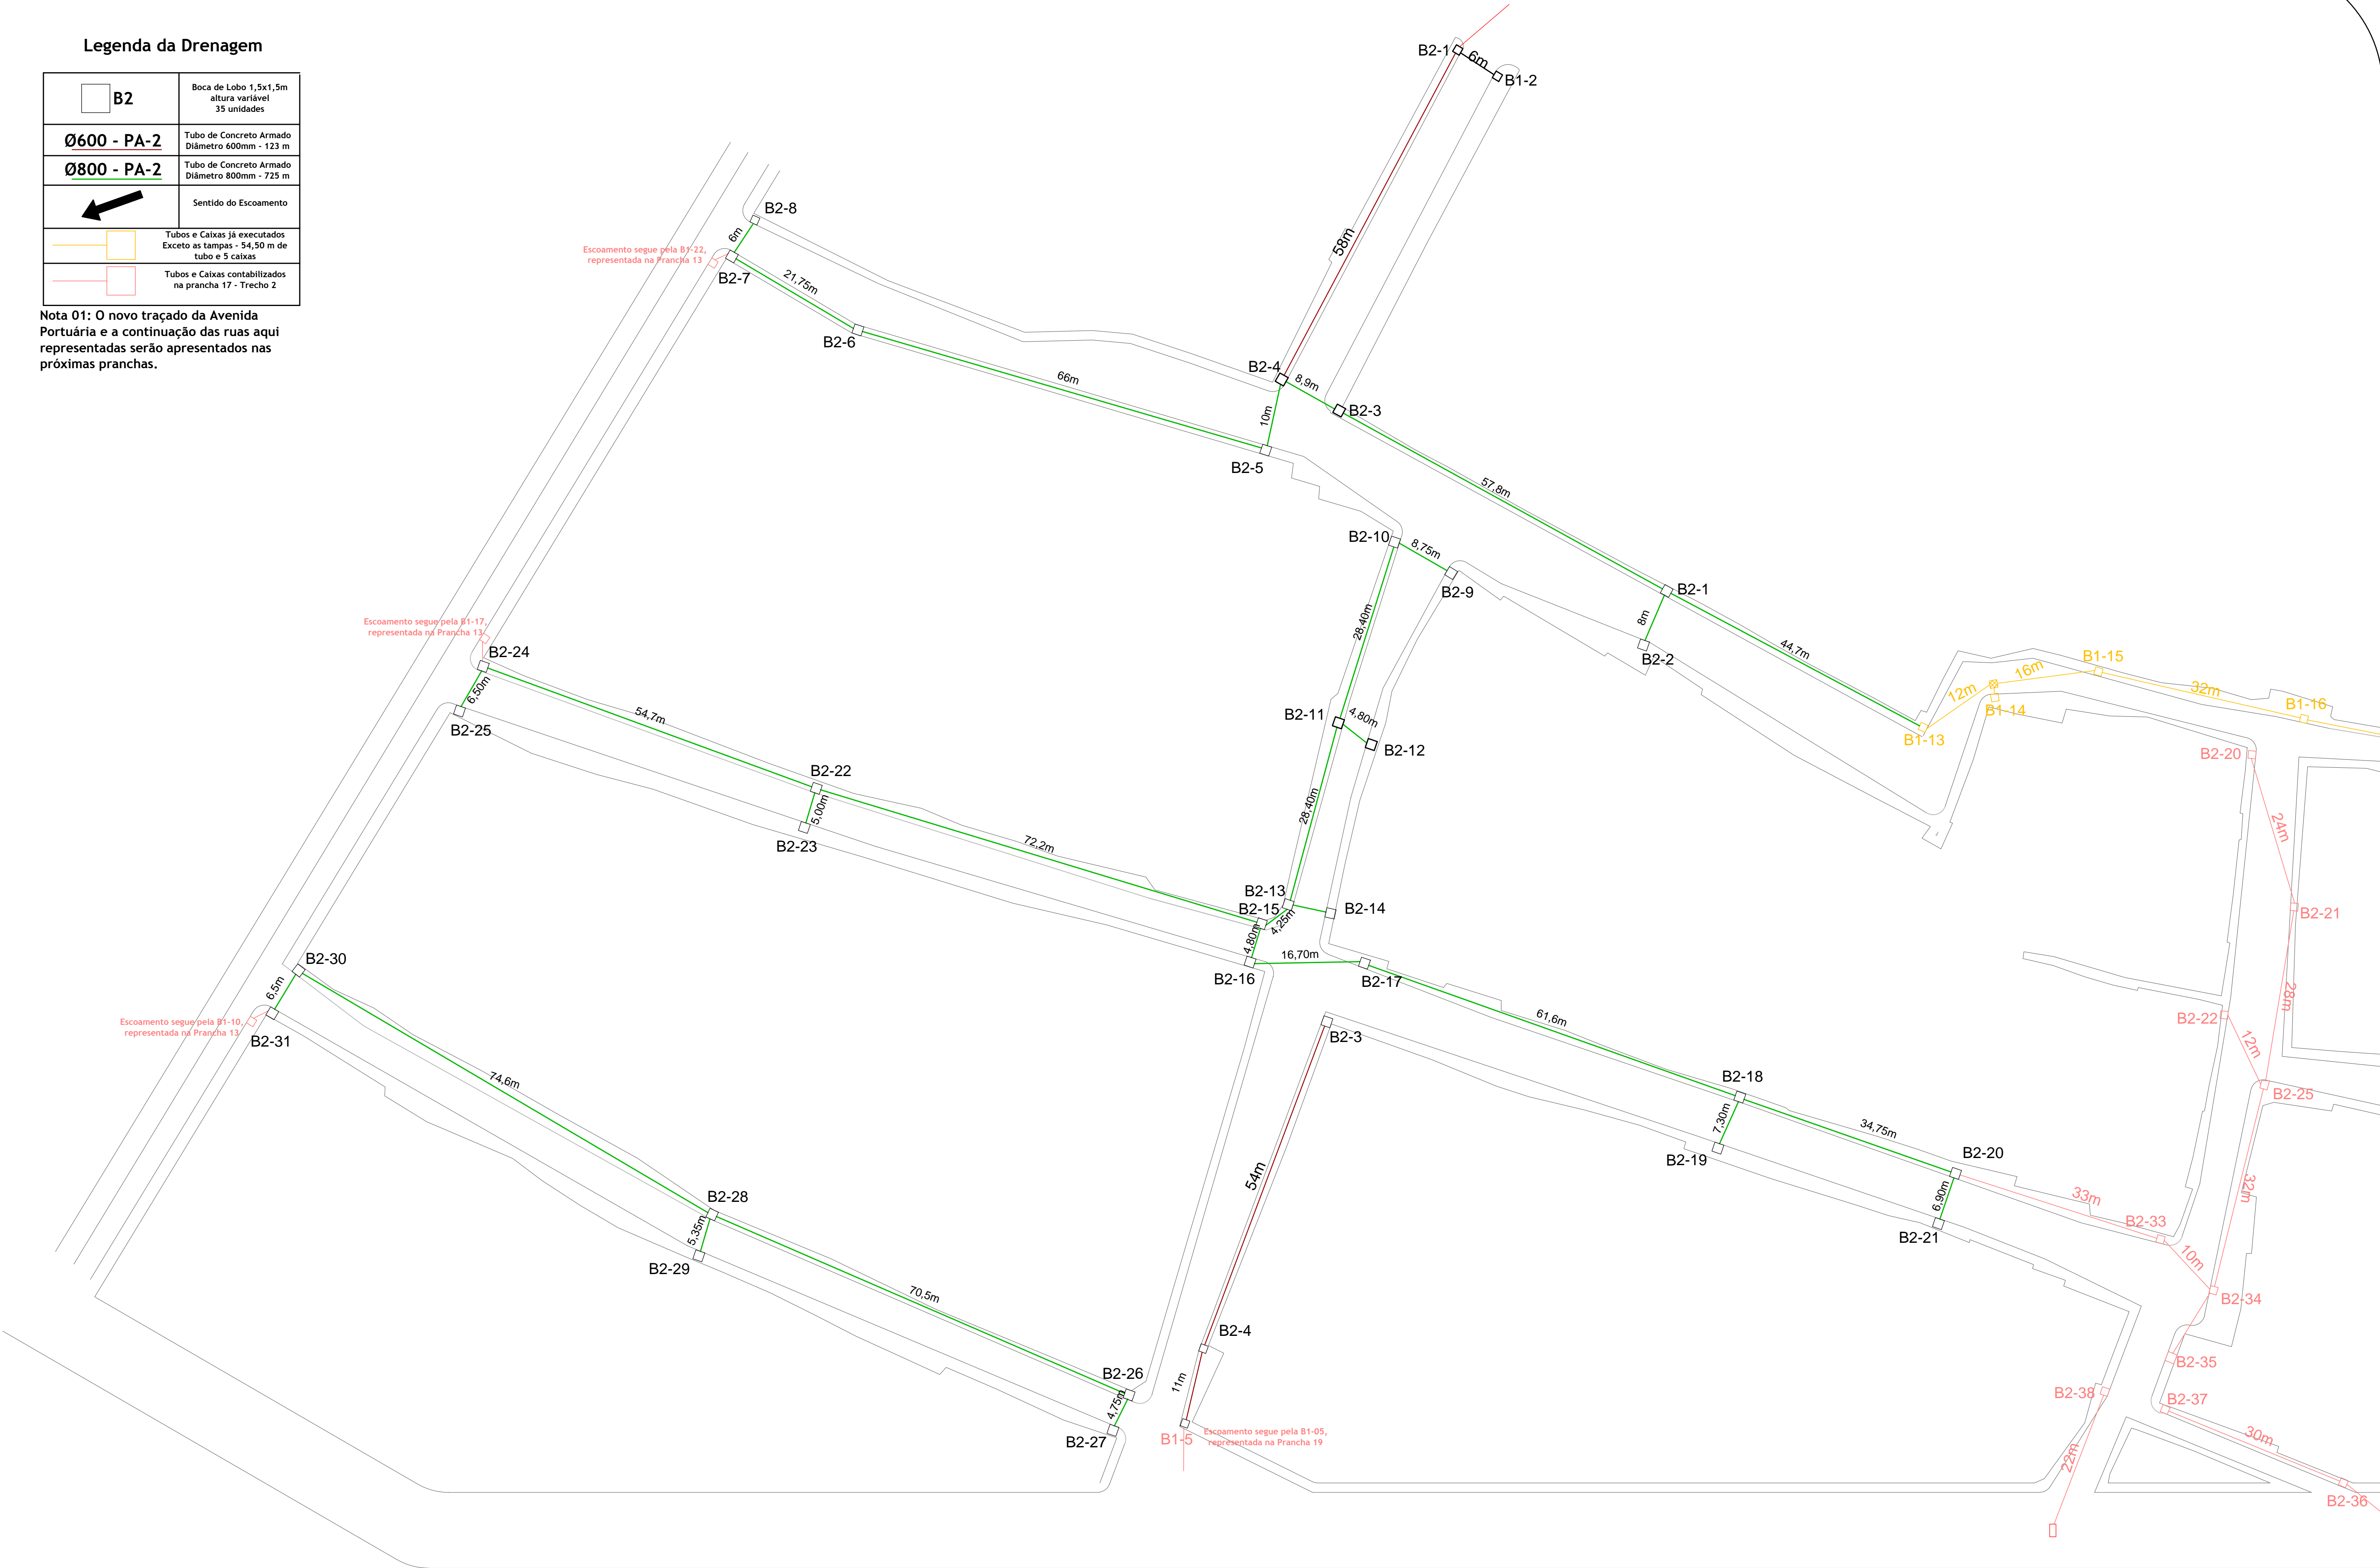 Legenda da Drenagem
B2
Boca de Lobo 1,5x1,5m
altura variável
35 unidades
Ø600 - PA-2
Tubo de Concreto Armado
Diâmetro 600mm - 123 m
Ø800 - PA-2
Tubo de Concreto Armado
Diâmetro 800mm - 725 m
Sentido do Escoamento
Tubos e Caixas já executados
Exceto as tampas - 54,50 m de
tubo e 5 caixas
Tubos e Caixas contabilizados
na prancha 17 - Trecho 2
Nota 01: O novo traçado da Avenida
Portuária e a continuação das ruas aqui
representadas serão apresentados nas
próximas pranchas.
B2-1
6m
B1-2
58m
B2-8
6m
Escoamento segue pela B1-22,
representada na Prancha 13
B2-7
21,75m
B2-6
66m
B2-4
8,9m
B2-3
10m
B2-5
57,8m
B2-10
8,75m
B2-9
B2-1
8m
B2-2
44,7m
28,40m
B2-11
4,80m
B2-12
Escoamento segue pela B1-17,
representada na Prancha 13
B2-24
6,50m
B2-25
54,7m
B2-22
5,00m
B2-23
72,2m
28,40m
B2-13
B2-15
4,25m
B2-14
4,80m
B2-16
16,70m
B2-17
B1-13
12m
B1-14
16m
B1-15
32m
B1-16
B2-20
24m
B2-21
28m
B2-22
12m
B2-25
32m
B2-30
6,5m
Escoamento segue pela B1-10,
representada na Prancha 13
B2-31
74,6m
B2-3
61,6m
B2-18
7,30m
B2-19
34,75m
B2-20
6,90m
B2-21
33m
B2-33
10m
B2-34
B2-35
B2-28
5,35m
B2-29
70,5m
54m
B2-4
11m
B2-26
4,75m
B2-27
B1-5
Escoamento segue pela B1-05,
representada na Prancha 19
B2-38
B2-37
22m
30m
B2-36